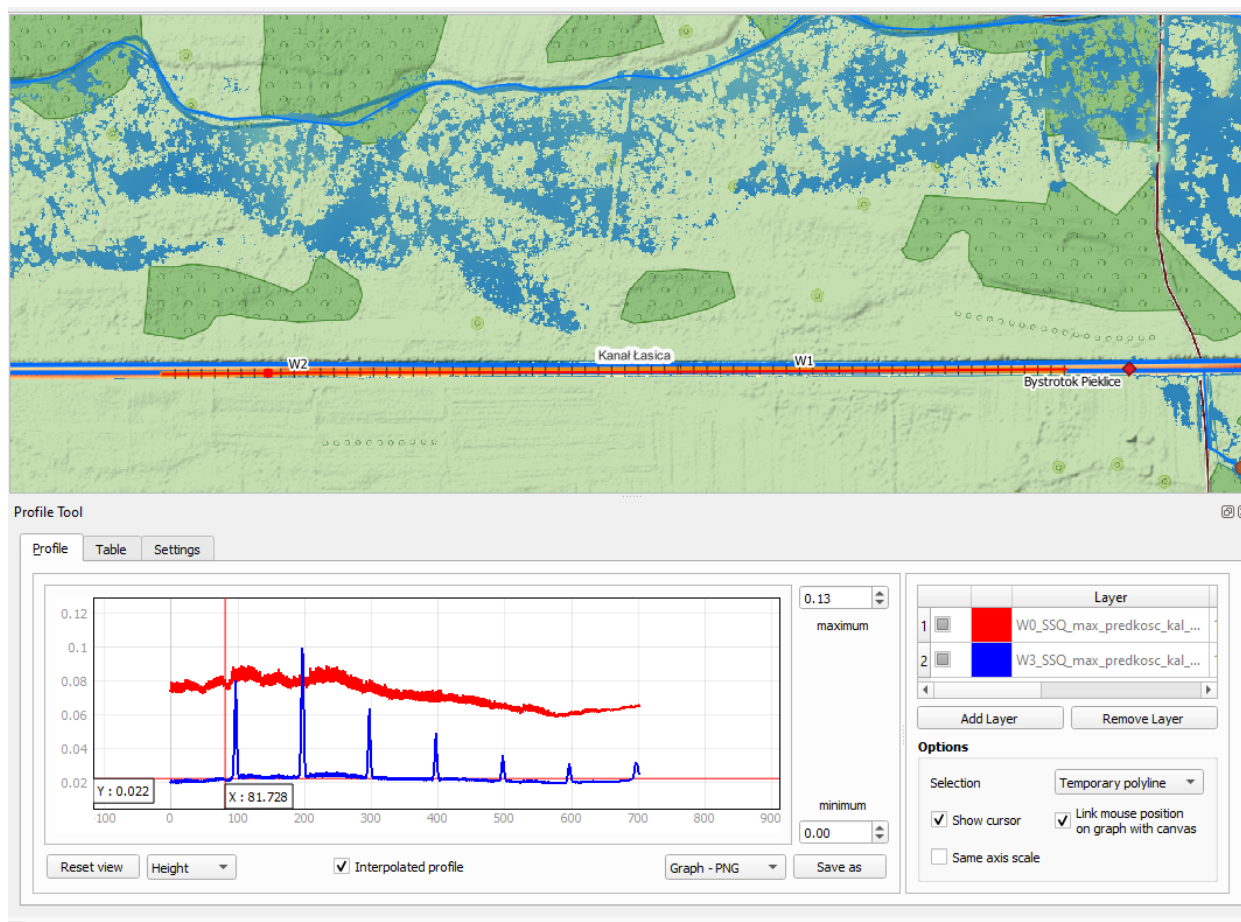 W2
Kanał Łasica
W1
Bystrotok Pieklice
Profile Tool
Profile
Table
Settings
0.12
0.1
0.08
0.06
0.04
0.02
Y : 0.022
X : 81.728
-100
0
100
200
300
400
500
600
700
800
900
0.13
maximum
minimum
0.00
Reset view
Height
Interpolated profile
Graph - PNG
Save as
Layer
1
W0_SSQ_max_predkosc_kal_...
2
W3_SSQ_max_predkosc_kal_...
Add Layer
Remove Layer
Options
Selection
Temporary polyline
Show cursor
Link mouse position
on graph with canvas
Same axis scale